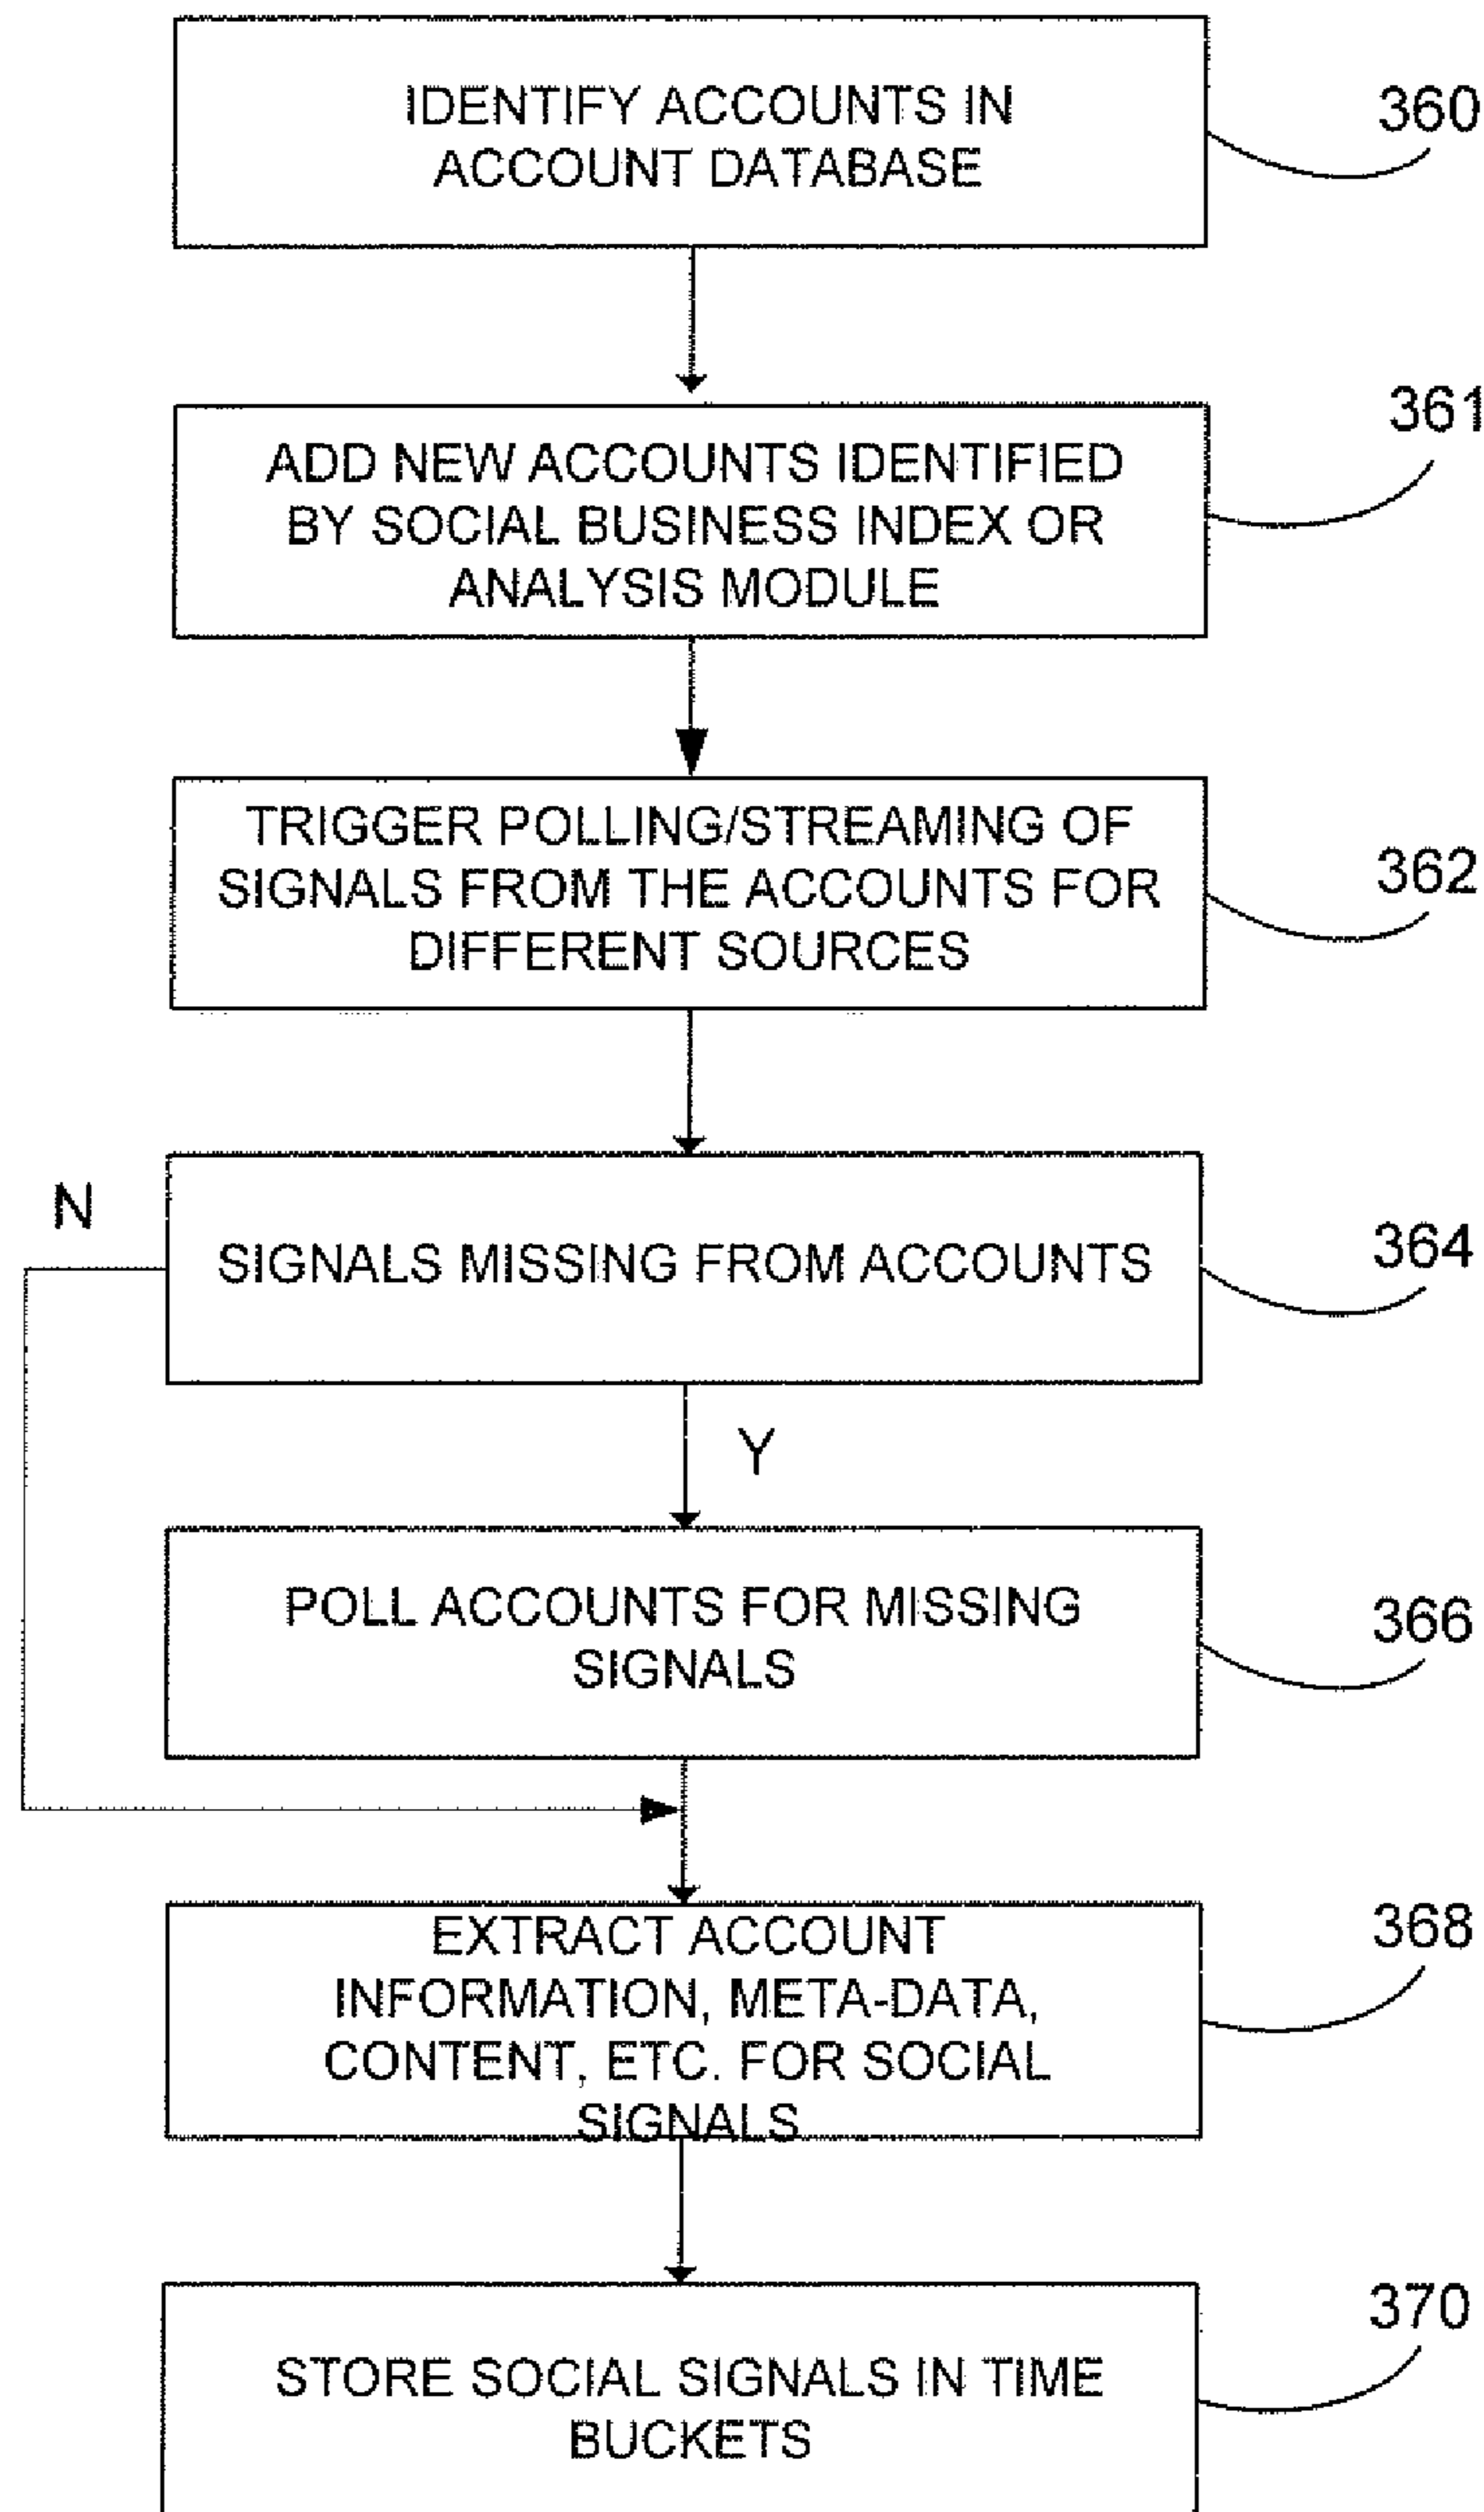 IDENTIFY ACCOUNTS IN
ACCOUNT DATABASE
360
ADD NEW ACCOUNTS IDENTIFIED
BY SOCIAL BUSINESS INDEX OR
ANALYSIS MODULE
361
TRIGGER POLLING/STREAMING OF
SIGNALS FROM THE ACCOUNTS FOR
DIFFERENT SOURCES
362
N
SIGNALS MISSING FROM ACCOUNTS
364
Y
POLL ACCOUNTS FOR MISSING
SIGNALS
366
EXTRACT ACCOUNT
INFORMATION, META-DATA,
CONTENT, ETC. FOR SOCIAL
SIGNALS
368
STORE SOCIAL SIGNALS IN TIME
BUCKETS
370